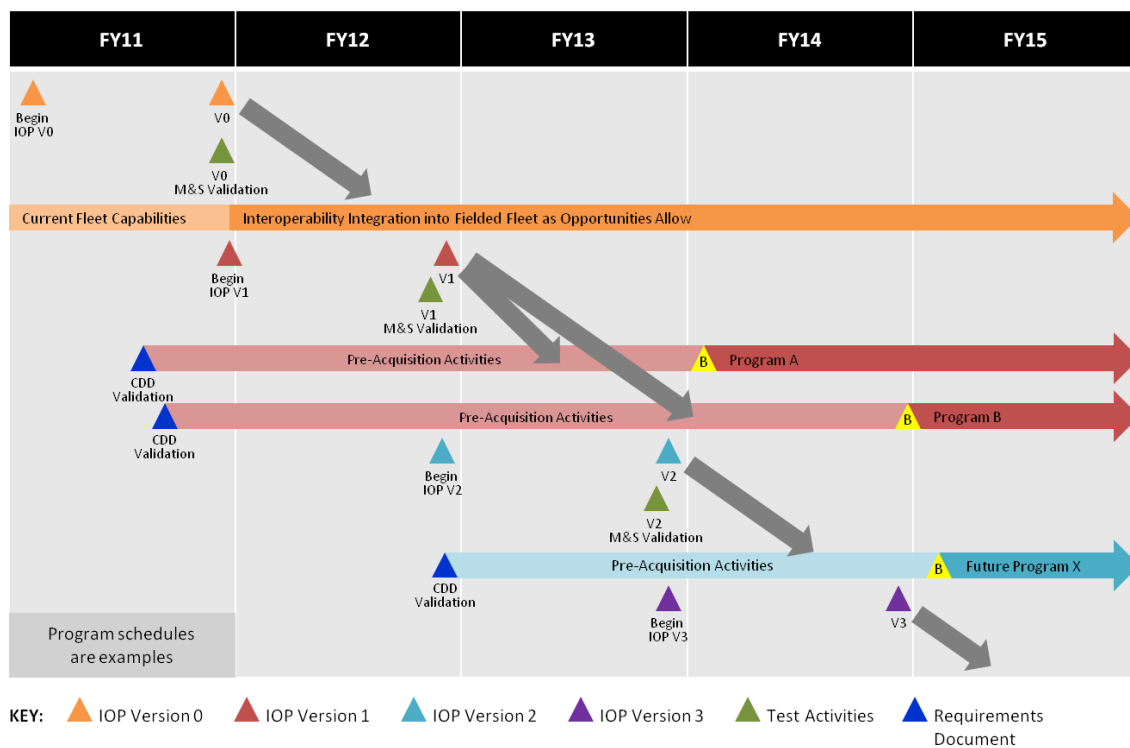 FY11 FY12 FY13 FY14 FY15
Begin
IOP V0
V0
V0
M&S Validation
Current Fleet Capabilities
Interoperability Integration into Fielded Fleet as Opportunities Allow
Begin
IOP V1
V1
V1
M&S Validation
Pre-Acquisition Activities
B
Program A
CDD
Validation
Pre-Acquisition Activities
B
Program B
CDD
Validation
Begin
IOP V2
V2
V2
M&S Validation
Pre-Acquisition Activities
B
Future Program X
CDD
Validation
Begin
IOP V3
V3
Program schedules
are examples
KEY: IOP Version 0 IOP Version 1 IOP Version 2 IOP Version 3 Test Activities Requirements
Document